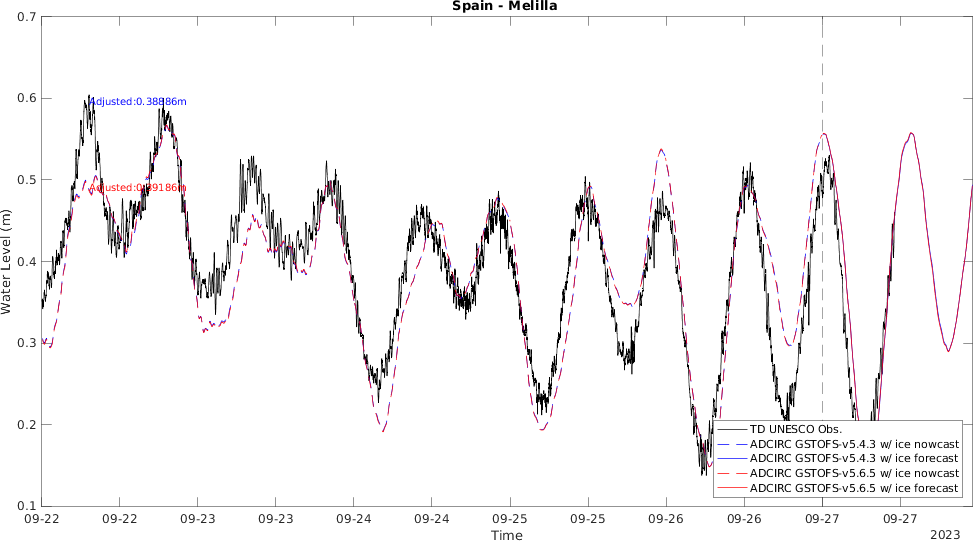 Spain - Melilla
0.7
0.6
0.5
0.4
0.3
0.2
0.1
Water Level (m)
Adjusted:0.38886m
Adjusted:0.39186m
TD UNESCO Obs.
ADCIRC GSTOFS-v5.4.3 w/ ice nowcast
ADCIRC GSTOFS-v5.4.3 w/ ice forecast
ADCIRC GSTOFS-v5.6.5 w/ ice nowcast
ADCIRC GSTOFS-v5.6.5 w/ ice forecast
09-22 09-22 09-23 09-23 09-24 09-24 09-25 09-25 09-26 09-26 09-27 09-27
Time
2023